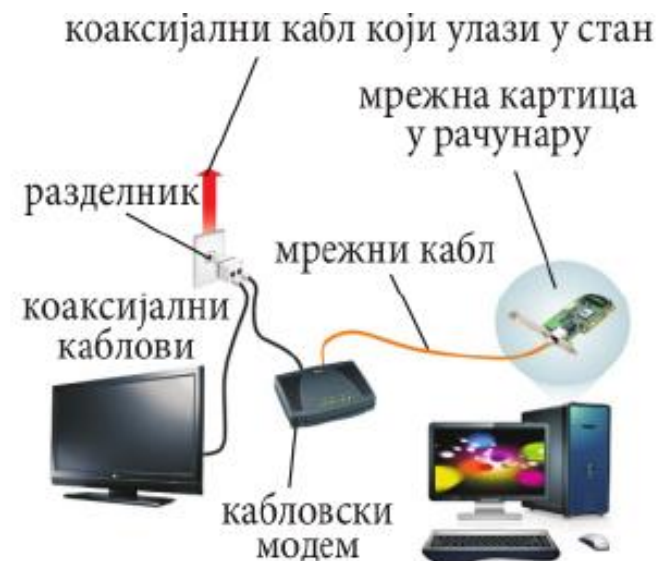 коаксијални кабл који улази у стан
мрежна картица
у рачунару
разделник
мрежни кабл
коаксијални
каблови
кабловски
модем